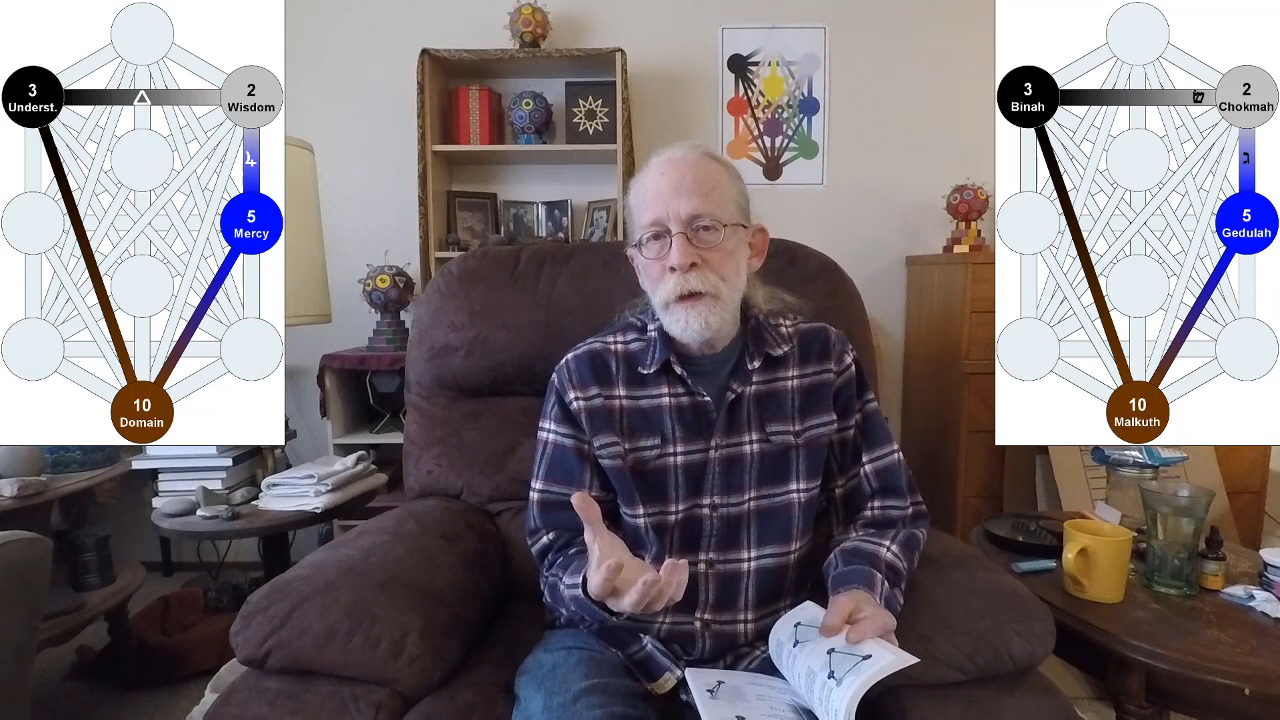 3
Underst.
2
Wisdom
♃
5
Mercy
10
Domain
3
Binah
ש
2
Chokmah
ג
5
Gedulah
10
Malkuth